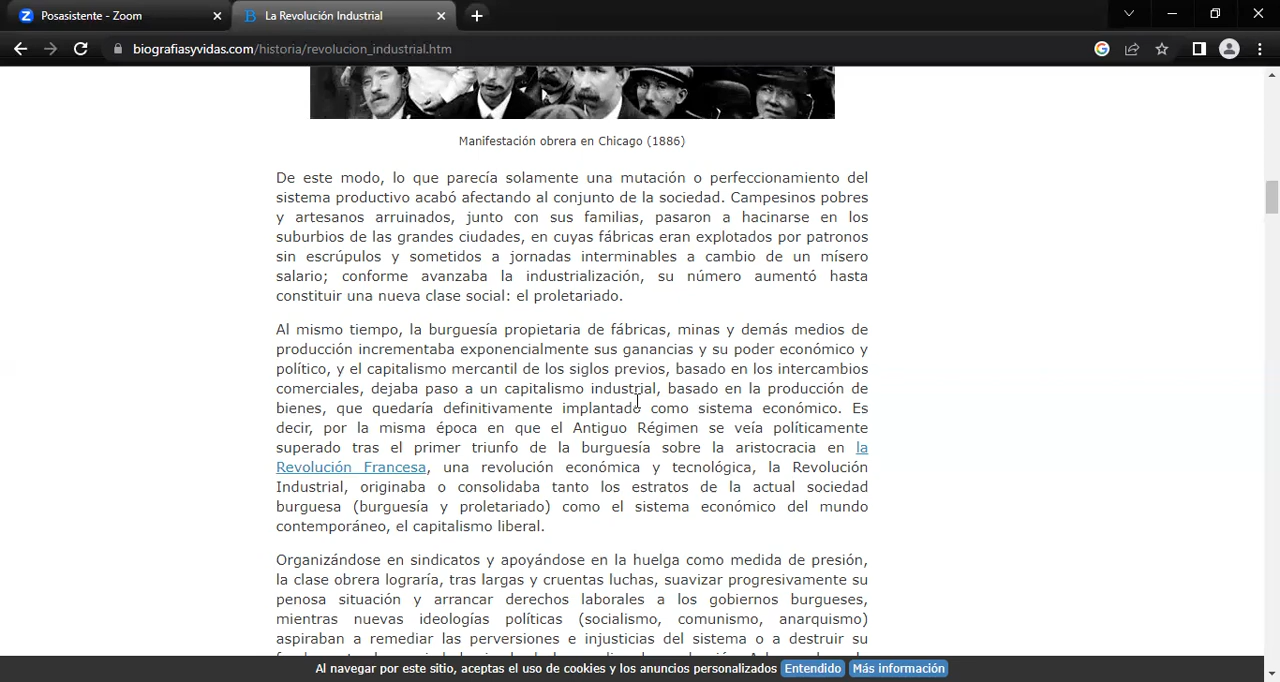 Posasistente - Zoom
La Revolución Industrial
biografiasyvidas.com/historia/revolucion_industrial.htm
Manifestación obrera en Chicago (1886)
De este modo, lo que parecía solamente una mutación o perfeccionamiento del
sistema productivo acabó afectando al conjunto de la sociedad. Campesinos pobres
y artesanos arruinados, junto con sus familias, pasaron a hacinarse en los
suburbios de las grandes ciudades, en cuyas fábricas eran explotados por patronos
sin escrúpulos y sometidos a jornadas interminables a cambio de un mísero
salario; conforme avanzaba la industrialización, su número aumentó hasta
constituir una nueva clase social: el proletariado.
Al mismo tiempo, la burguesía propietaria de fábricas, minas y demás medios de
producción incrementaba exponencialmente sus ganancias y su poder económico y
político, y el capitalismo mercantil de los siglos previos, basado en los intercambios
comerciales, dejaba paso a un capitalismo industrial, basado en la producción de
bienes, que quedaría definitivamente implantado como sistema económico. Es
decir, por la misma época en que el Antiguo Régimen se veía políticamente
superado tras el primer triunfo de la burguesía sobre la aristocracia en la
Revolución Francesa, una revolución económica y tecnológica, la Revolución
Industrial, originaba o consolidaba tanto los estratos de la actual sociedad
burguesa (burguesía y proletariado) como el sistema económico del mundo
contemporáneo, el capitalismo liberal.
Organizándose en sindicatos y apoyándose en la huelga como medida de presión,
la clase obrera lograría, tras largas y cruentas luchas, suavizar progresivamente su
penosa situación y arrancar derechos laborales a los gobiernos burgueses,
mientras nuevas ideologías políticas (socialismo, comunismo, anarquismo)
aspiraban a remediar las perversiones e injusticias del sistema o a destruir su
Al navegar por este sitio, aceptas el uso de cookies y los anuncios personalizados Entendido Más información